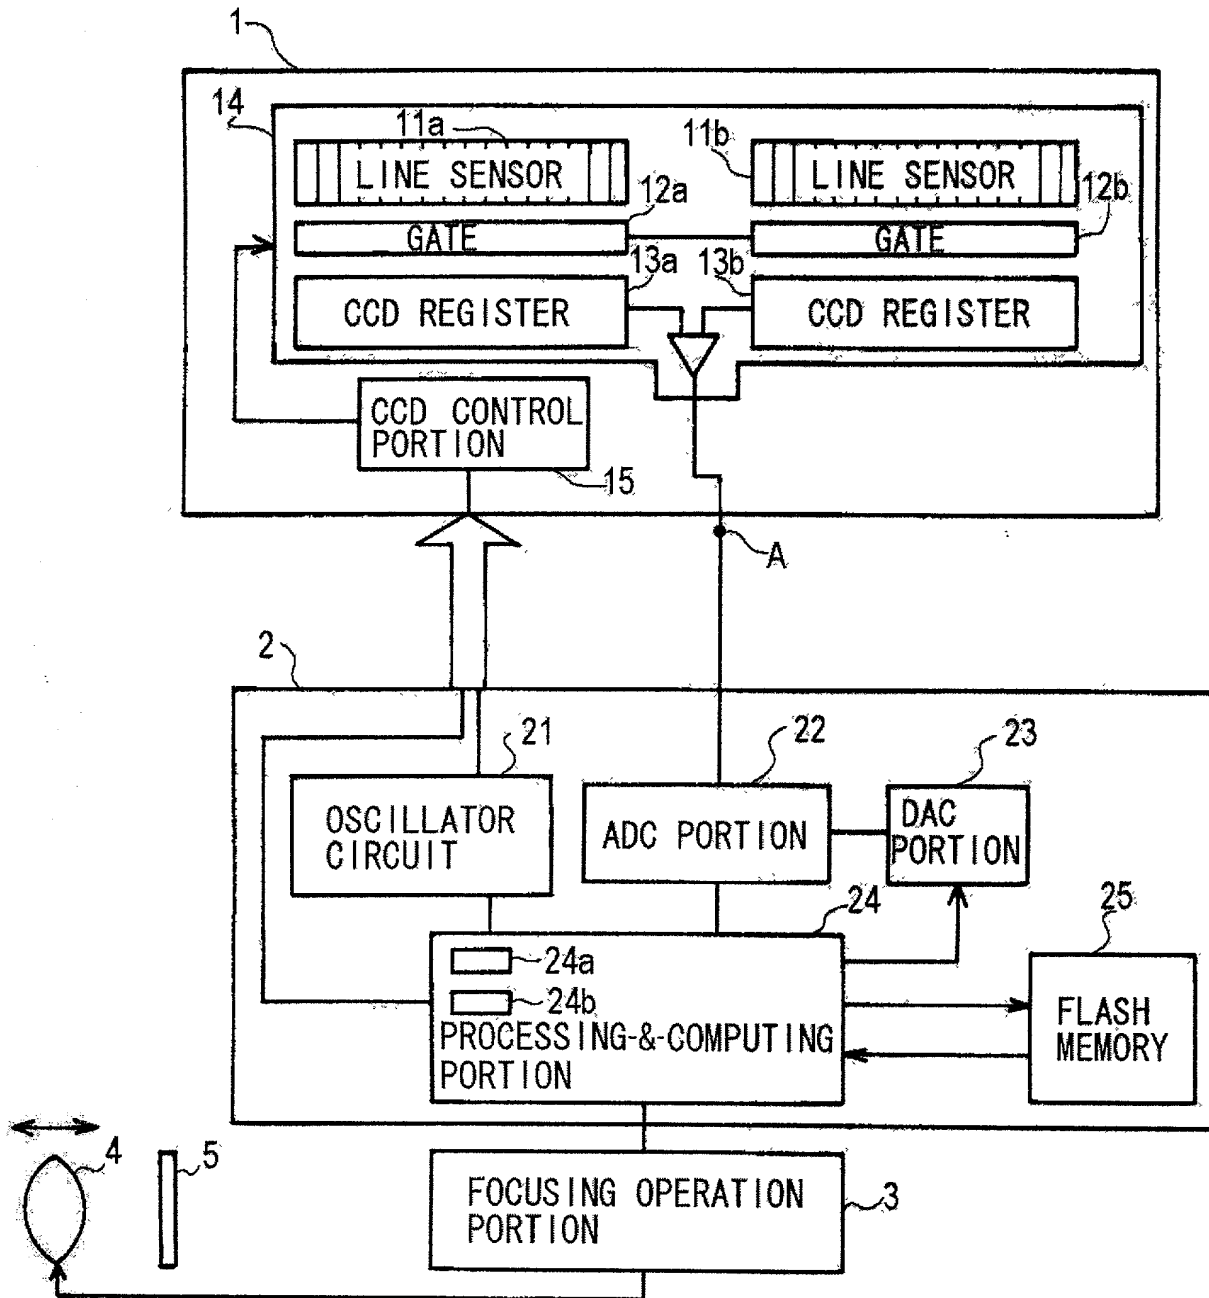 1
14
11a
11b
LINE SENSOR
LINE SENSOR
12a
12b
GATE
GATE
13a
13b
CCD REGISTER
CCD REGISTER
CCD CONTROL
PORTION
15
A
2
21
22
23
OSCILLATOR
CIRCUIT
ADC PORTION
DAC
PORTION
24
25
24a
24b
PROCESSING-&-COMPUTING
PORTION
FLASH
MEMORY
4
5
FOCUSING OPERATION
PORTION
3